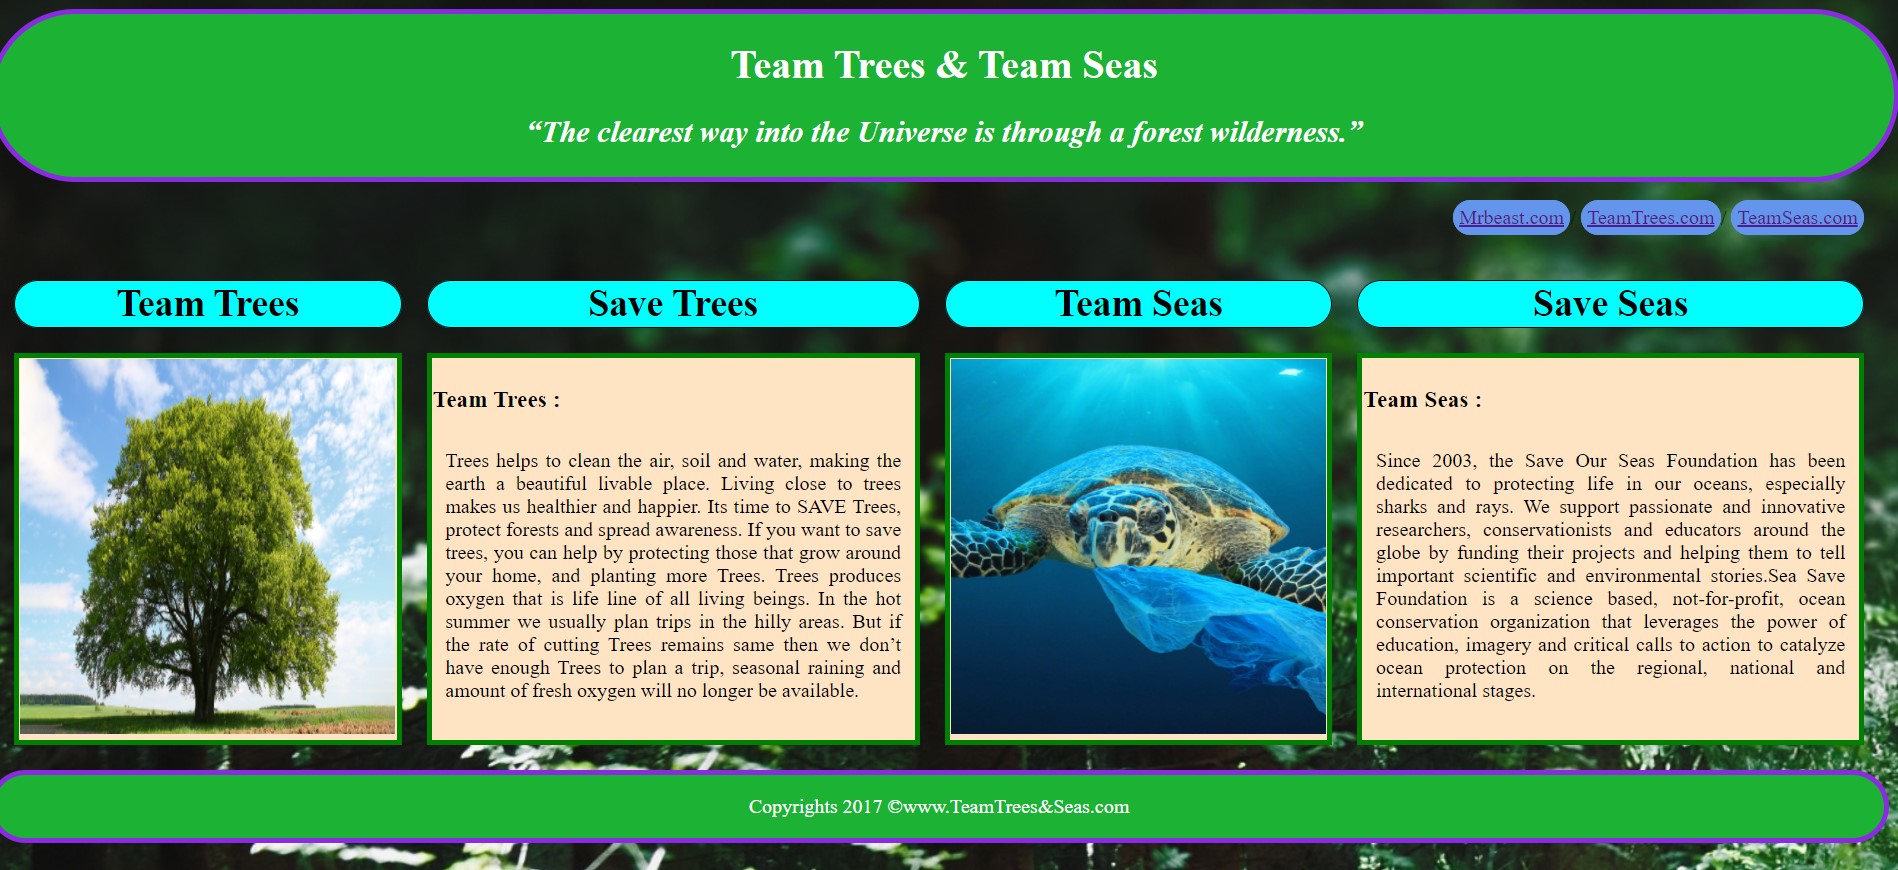 Team Trees & Team Seas
“The clearest way into the Universe is through a forest wilderness.”
Mrbeast.com / TeamTrees.com / TeamSeas.com
Team Trees
Save Trees
Team Seas
Save Seas
Team Trees :
Trees helps to clean the air, soil and water, making the
earth a beautiful livable place. Living close to trees
makes us healthier and happier. Its time to SAVE Trees,
protect forests and spread awareness. If you want to save
trees, you can help by protecting those that grow around
your home, and planting more Trees. Trees produces
oxygen that is life line of all living beings. In the hot
summer we usually plan trips in the hilly areas. But if
the rate of cutting Trees remains same then we don’t
have enough Trees to plan a trip, seasonal raining and
amount of fresh oxygen will no longer be available.
Team Seas :
Since 2003, the Save Our Seas Foundation has been
dedicated to protecting life in our oceans, especially
sharks and rays. We support passionate and innovative
researchers, conservationists and educators around the
globe by funding their projects and helping them to tell
important scientific and environmental stories.Sea Save
Foundation is a science based, not-for-profit, ocean
conservation organization that leverages the power of
education, imagery and critical calls to action to catalyze
ocean protection on the regional, national and
international stages.
Copyrights 2017 ©www.TeamTrees&Seas.com